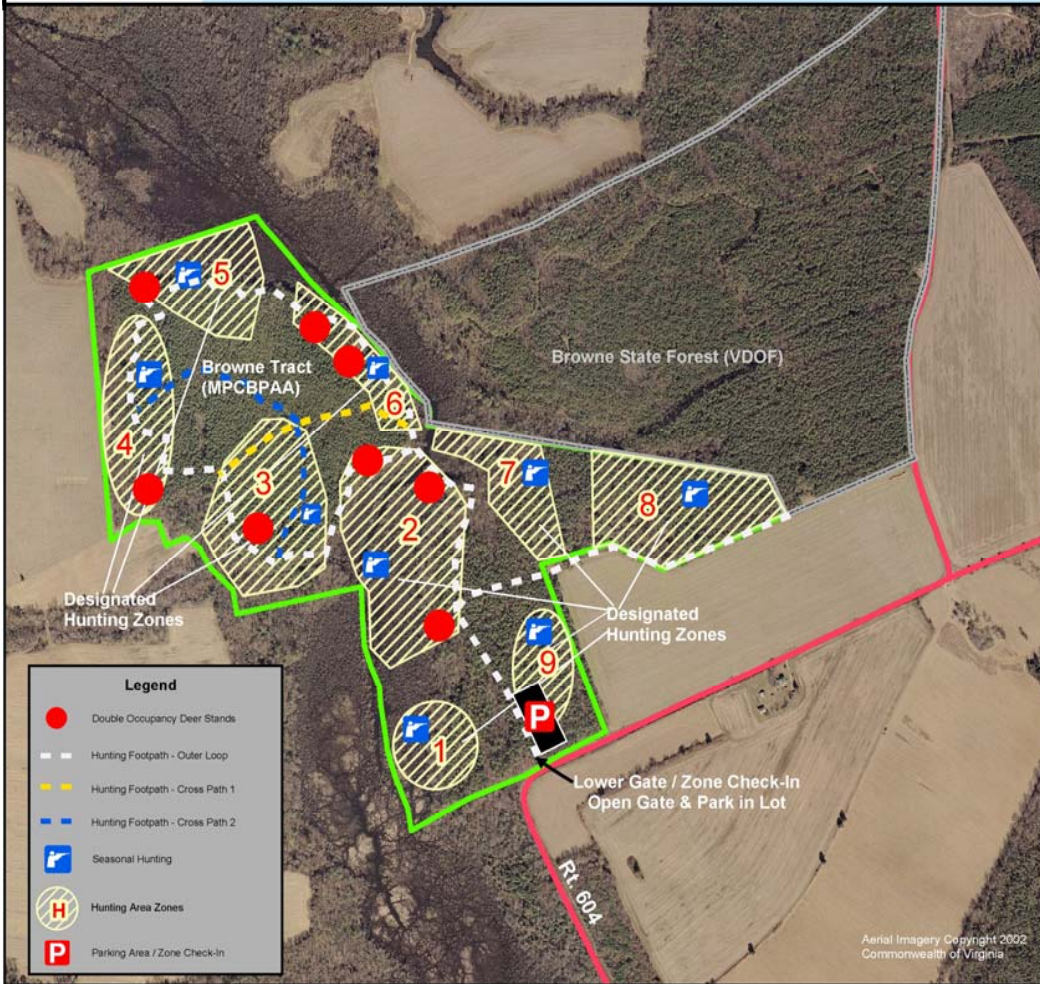 Browne State Forest (VDOF)
5
Browne Tract
(MPCBPAA)
6
4
3
7
2
8
Designated
Hunting Zones
Designated
Hunting Zones
9
P
1
Lower Gate / Zone Check-In
Open Gate & Park in Lot
Rt. 604
Legend
Double Occupancy Deer Stands
Hunting Footpath - Outer Loop
Hunting Footpath - Cross Path 1
Hunting Footpath - Cross Path 2
Seasonal Hunting
H Hunting Area Zones
P Parking Area / Zone Check-In
Aerial Imagery Copyright 2002
Commonwealth of Virginia